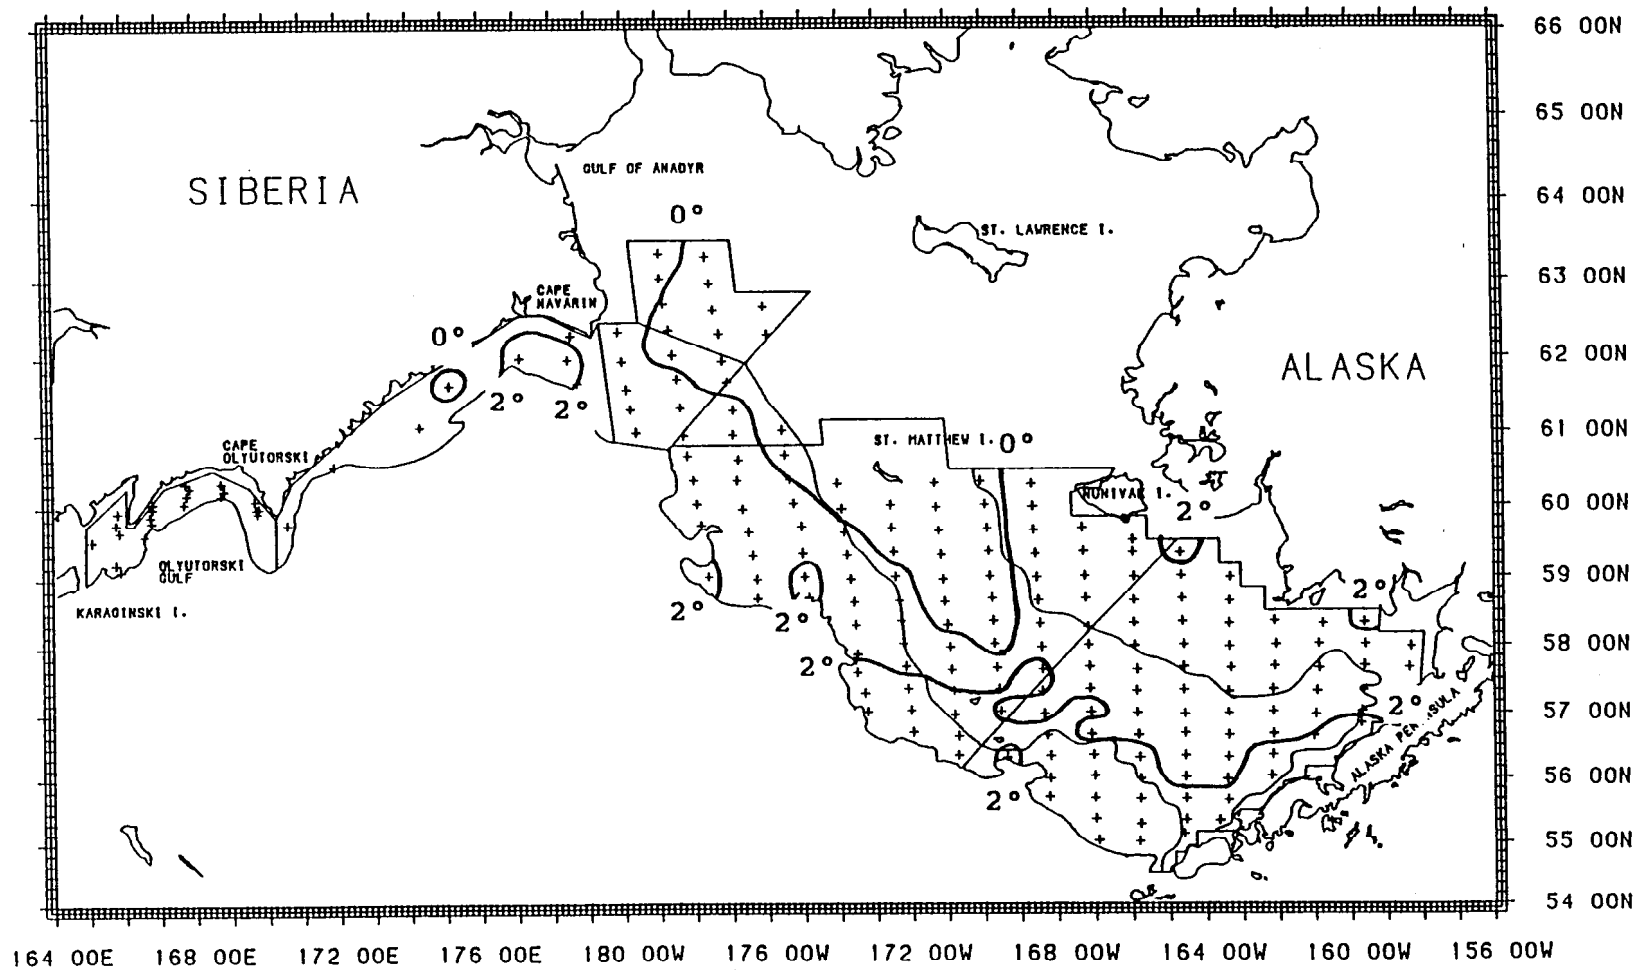 66 00N
65 00N
GULF OF ANADYR
SIBERIA
64 00N
0°
ST. LAWRENCE I.
63 00N
CAPE
NAVARIN
0°
62 00N
ALASKA
2°
2°
61 00N
CAPE
OLYUTORSKI
ST. MATTHEW I.
0°
NUNIVAK I.
60 00N
2°
OLYUTORSKI
GULF
59 00N
2°
KARAGINSKI I.
2°
2°
58 00N
2°
57 00N
2°
ALASKA PENINSULA
56 00N
2°
55 00N
54 00N
164 00E 168 00E 172 00E 176 00E 180 00W 176 00W 172 00W 168 00W 164 00W 160 00W 156 00W